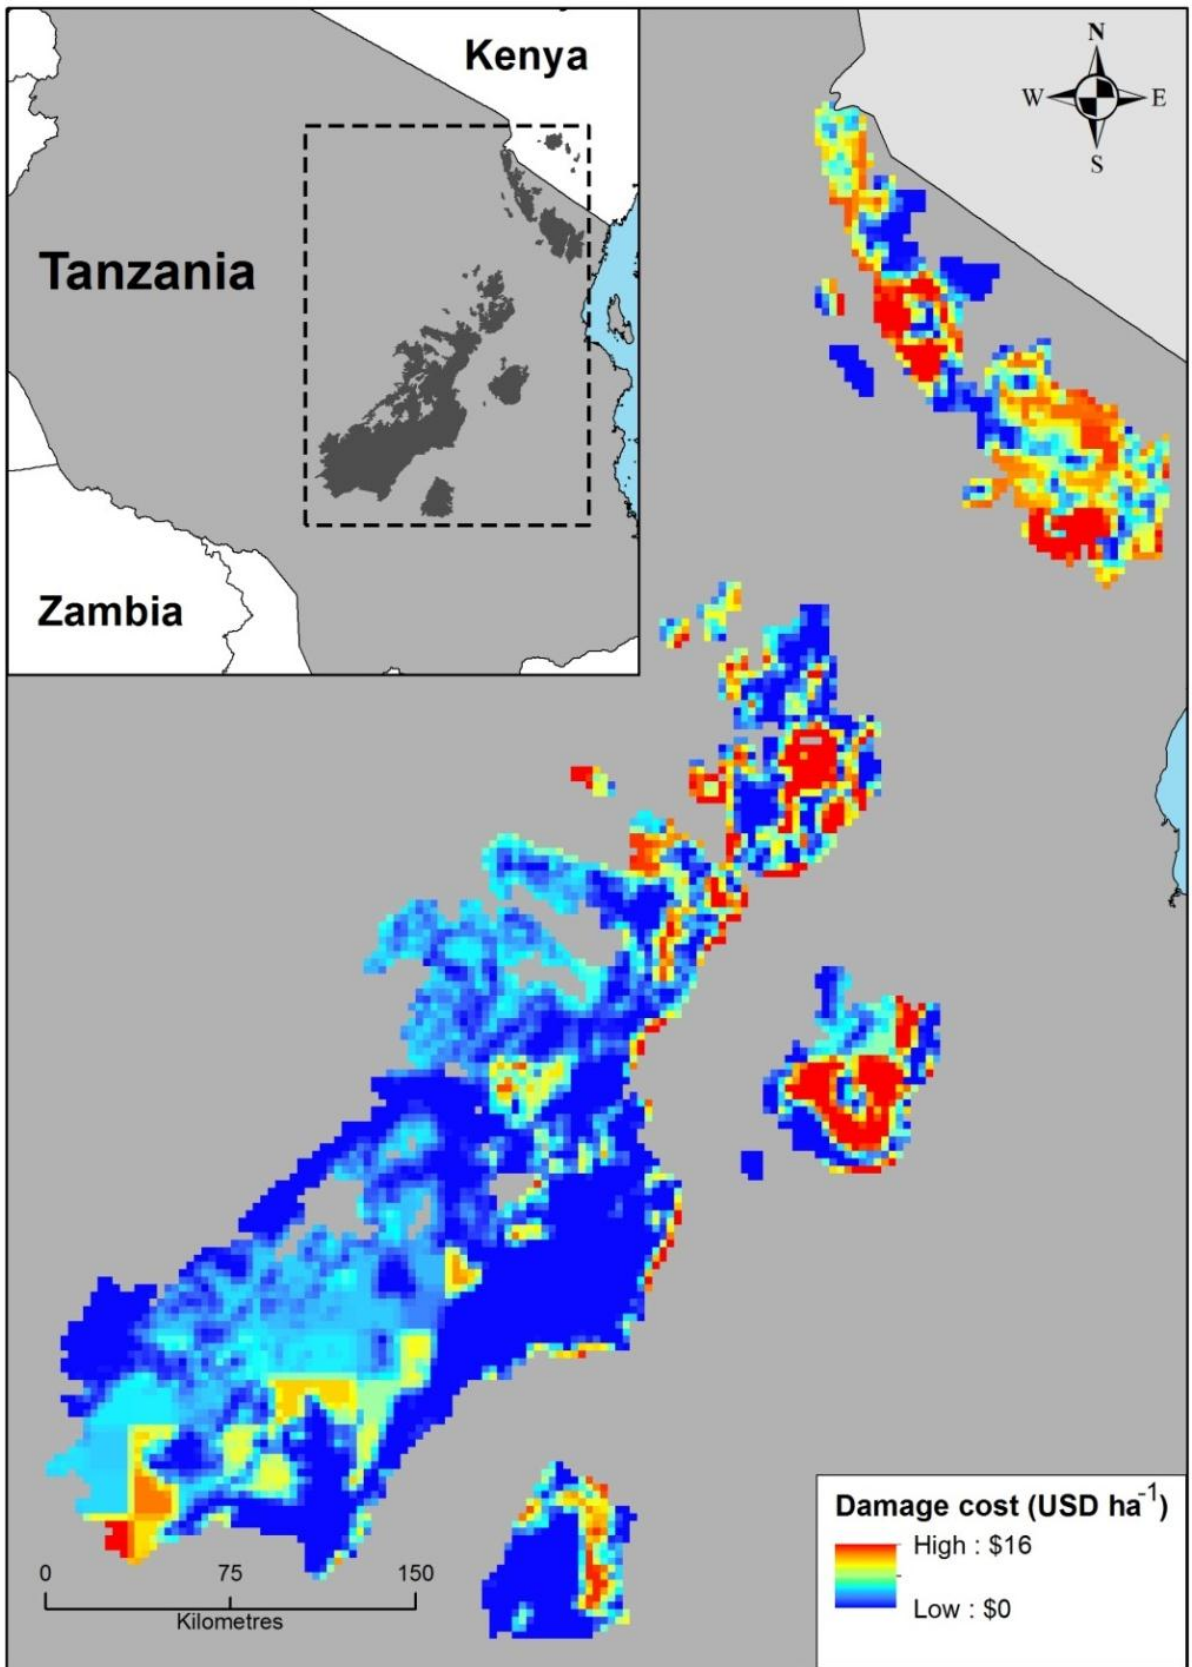 Kenya
Tanzania
Zambia
N
W E
S
Damage cost (USD ha-1)
High : $16
Low : $0
0 75 150
Kilometres